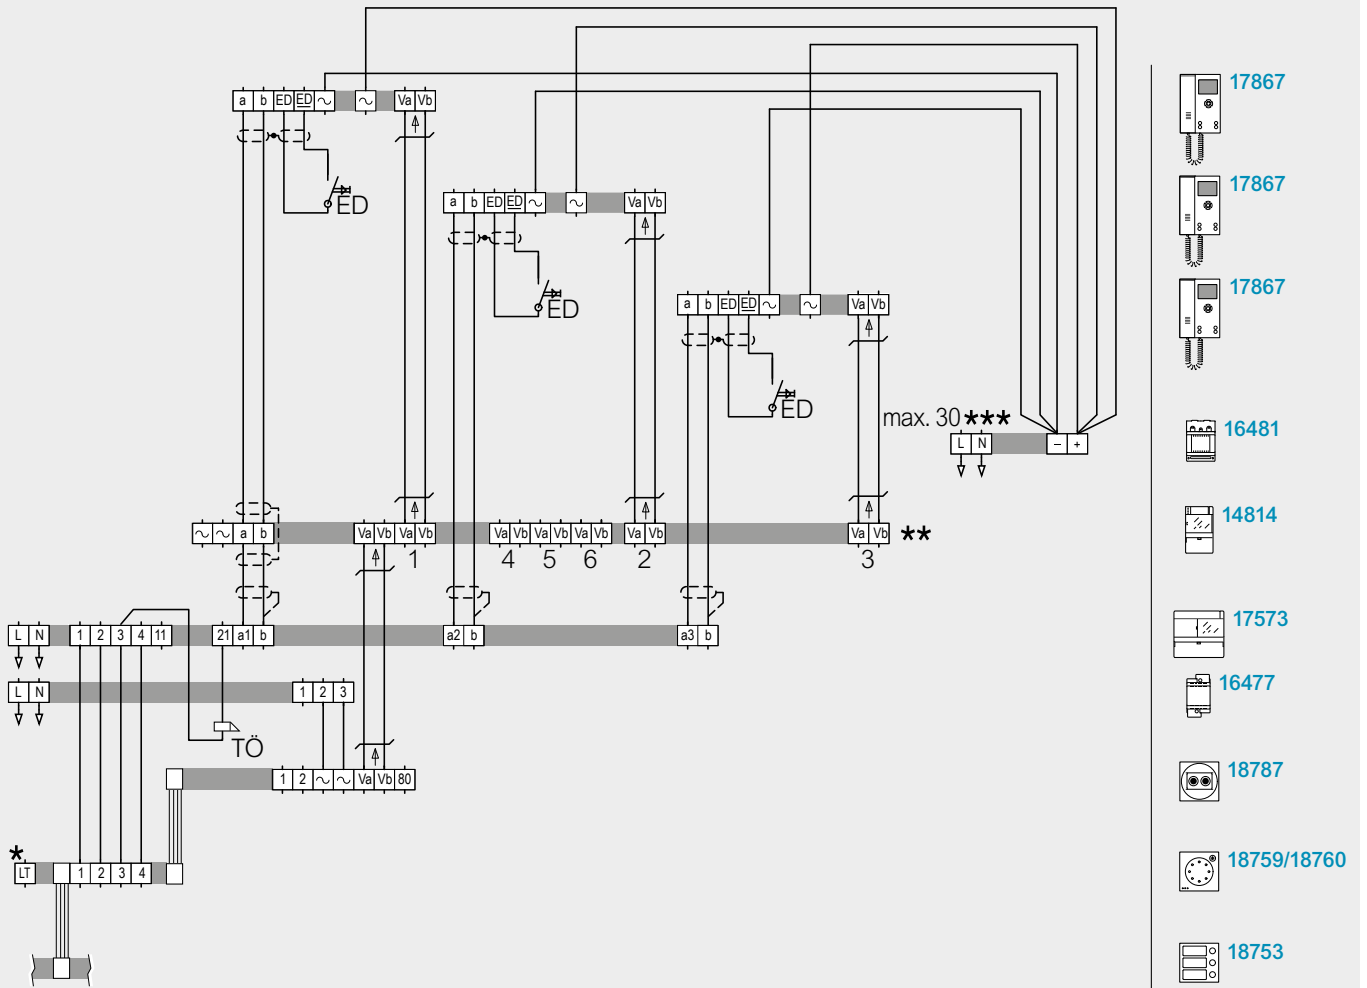 17867
a b ED ED ~ ~ Va Vb
17867
ED
a b ED ED ~ ~ Va Vb
17867
ED
a b ED ED ~ ~ Va Vb
ED
max. 30 ***
L N - +
16481
14814
~ ~ a b Va Vb Va Vb Va Vb Va Vb Va Vb Va Vb Va Vb **
1 4 5 6 2 3
17573
L N 1 2 3 4 11 21 a1 b a2 b a3 b
16477
L N 1 2 3
TÖ
18787
1 2 ~ ~ Va Vb 80
*
18759/18760
LT 1 2 3 4
18753